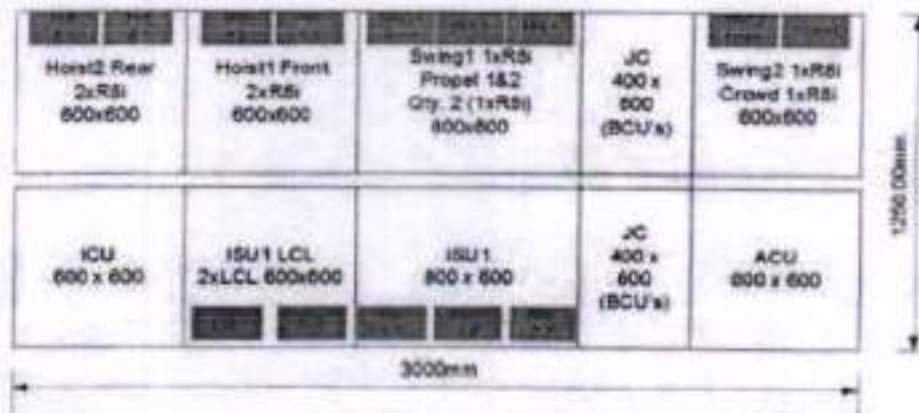 Hoist2 Rear
2xR8i
600x600
Hoist1 Front
2xR8i
600x600
Swing1 1xR8i
Propel 1&2
Qty. 2 (1xR8i)
800x600
JC
400 x
600
(BCU's)
Swing2 1xR8i
Crowd 1xR8i
600x600
1250.00mm
ICU
600 x 600
ISU1 LCL
2xLCL 600x600
ISU1
800 x 600
JC
400 x
600
(BCU's)
ACU
600 x 600
3000mm